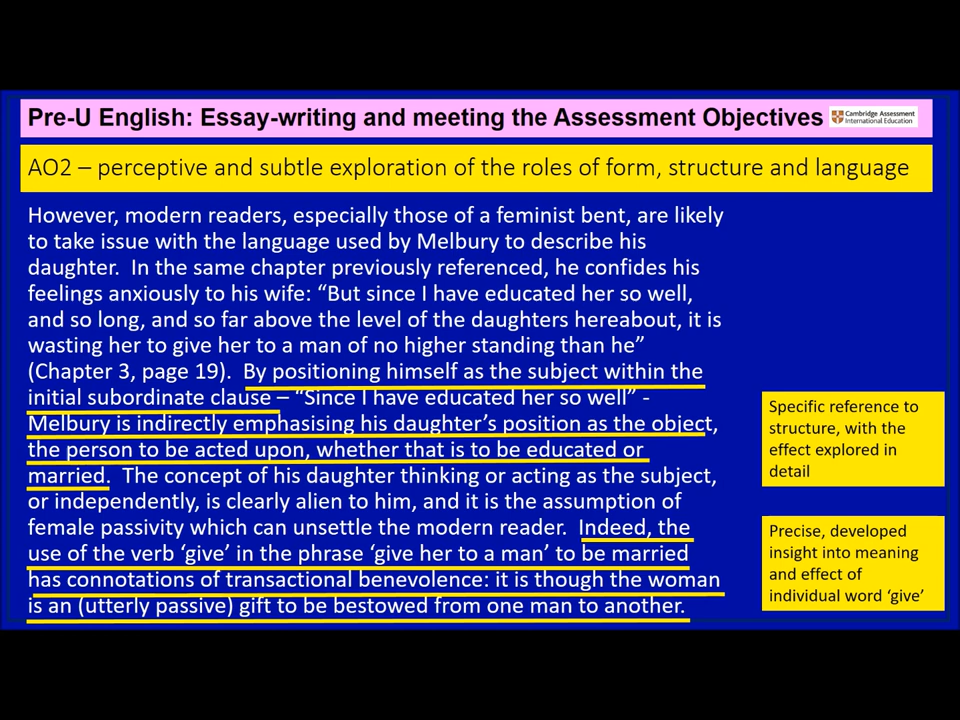 Pre-U English: Essay-writing and meeting the Assessment Objectives
Cambridge Assessment
International Education
AO2 – perceptive and subtle exploration of the roles of form, structure and language
However, modern readers, especially those of a feminist bent, are likely
to take issue with the language used by Melbury to describe his
daughter. In the same chapter previously referenced, he confides his
feelings anxiously to his wife: “But since I have educated her so well,
and so long, and so far above the level of the daughters hereabout, it is
wasting her to give her to a man of no higher standing than he”
(Chapter 3, page 19). By positioning himself as the subject within the
initial subordinate clause – “Since I have educated her so well” -
Melbury is indirectly emphasising his daughter’s position as the object,
the person to be acted upon, whether that is to be educated or
married. The concept of his daughter thinking or acting as the subject,
or independently, is clearly alien to him, and it is the assumption of
female passivity which can unsettle the modern reader. Indeed, the
use of the verb ‘give’ in the phrase ‘give her to a man’ to be married
has connotations of transactional benevolence: it is though the woman
is an (utterly passive) gift to be bestowed from one man to another.
Specific reference to
structure, with the
effect explored in
detail
Precise, developed
insight into meaning
and effect of
individual word ‘give’